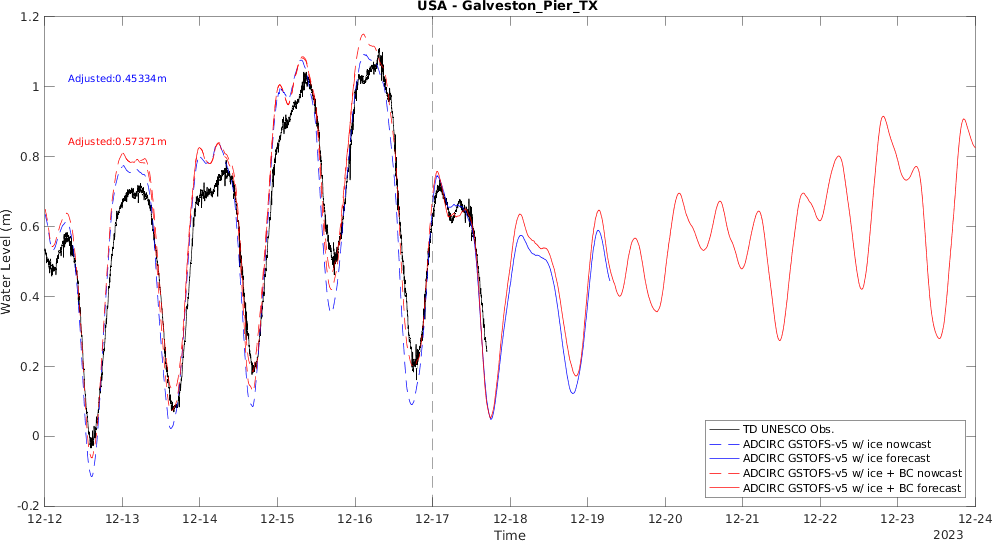 USA - Galveston_Pier_TX
Water Level (m)
1.2
1
0.8
0.6
0.4
0.2
0
-0.2
Adjusted:0.45334m
Adjusted:0.57371m
TD UNESCO Obs.
ADCIRC GSTOFS-v5 w/ ice nowcast
ADCIRC GSTOFS-v5 w/ ice forecast
ADCIRC GSTOFS-v5 w/ ice + BC nowcast
ADCIRC GSTOFS-v5 w/ ice + BC forecast
12-12 12-13 12-14 12-15 12-16 12-17 12-18 12-19 12-20 12-21 12-22 12-23 12-24
Time
2023